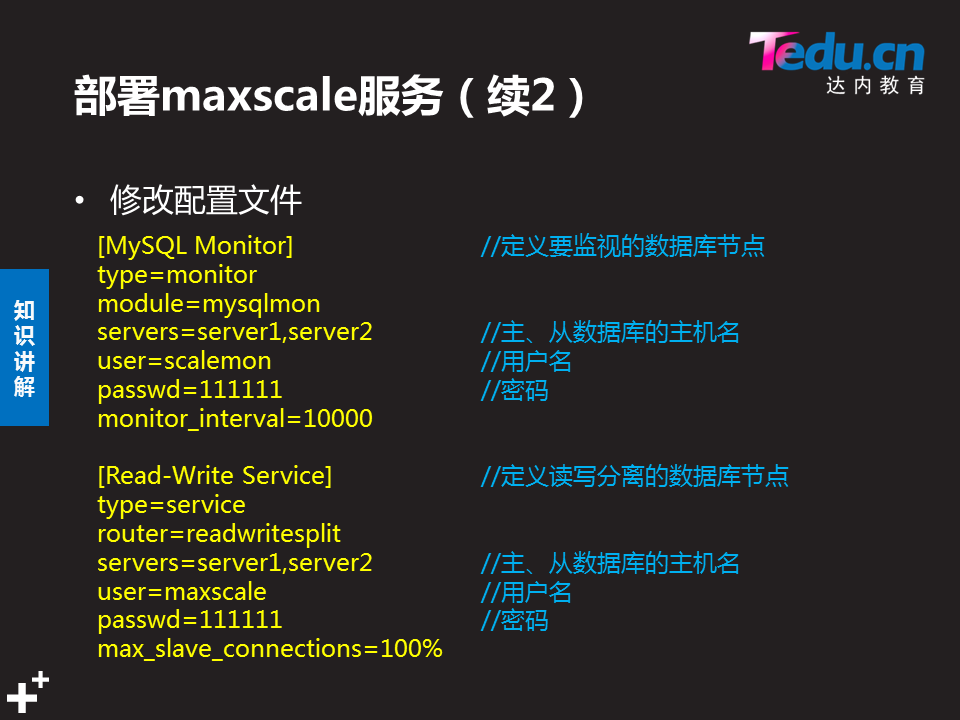 Tedu.cn
达内教育
部署maxscale服务（续2）
• 修改配置文件
[MySQL Monitor] //定义要监视的数据库节点
type=monitor
module=mysqlmon
servers=server1,server2 //主、从数据库的主机名
user=scalemon //用户名
passwd=111111 //密码
monitor_interval=10000
[Read-Write Service] //定义读写分离的数据库节点
type=service
router=readwritesplit
servers=server1,server2 //主、从数据库的主机名
user=maxscale //用户名
passwd=111111 //密码
max_slave_connections=100%
知识讲解